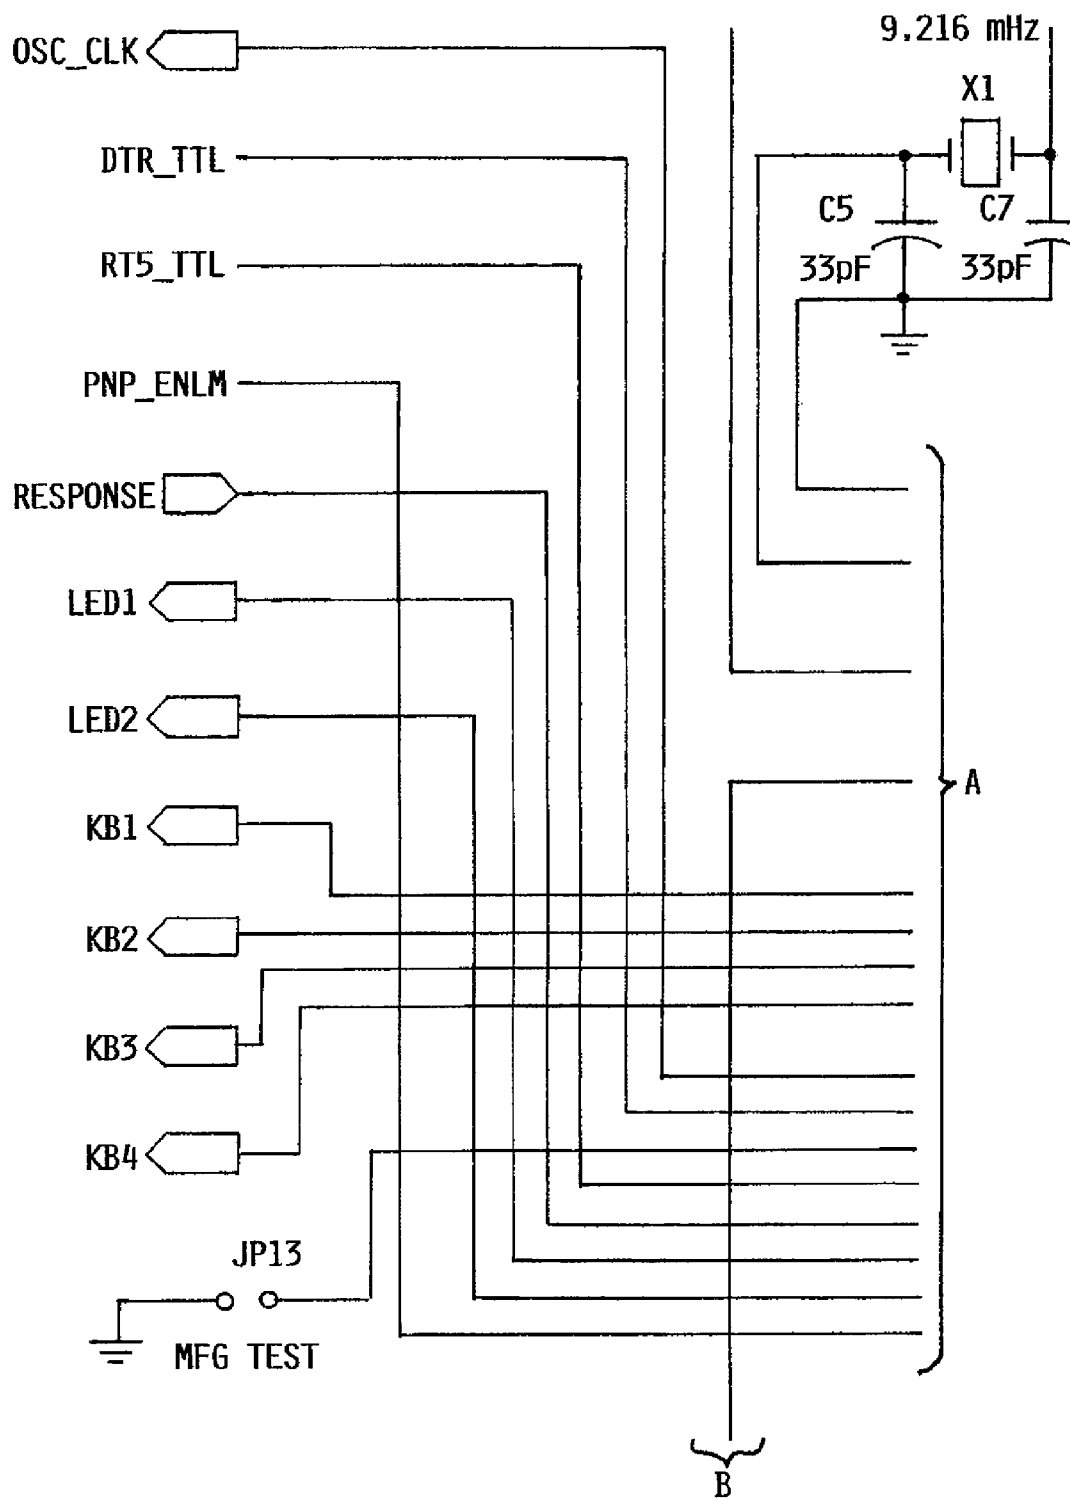 9.216 mHz
OSC_CLK
X1
DTR_TTL
C5
C7
RT5_TTL
33pF
33pF
PNP_ENLM
RESPONSE
LED1
LED2
A
KB1
KB2
KB3
KB4
JP13
MFG TEST
B